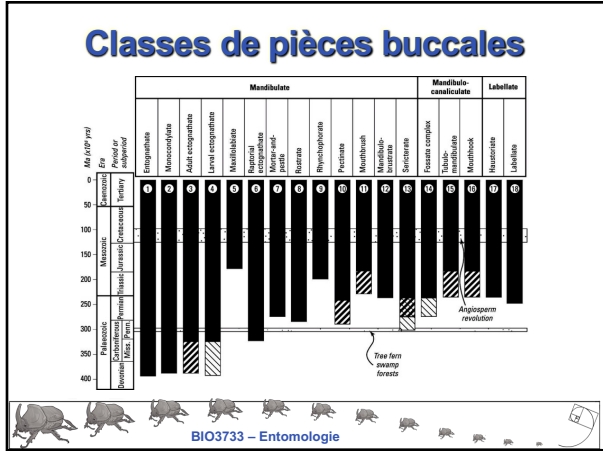 Classes de pièces buccales
Mandibulate
Mandibulo-
canaliculate
Labellate
Ma (x10⁶ yrs)
Era
Period or
subperiod
Entognathate
Monocondylate
Adult ectognathate
Larval ectognathate
Maxillolabiate
Raptorial
ectognathate
Mortar-and-
pestle
Rostrate
Rhynchophorate
Pectinate
Mouthbrush
Mandibulo-
brustrate
Sericterate
Fossate complex
Tubulo-
mandibulate
Mouthhook
Haustoriate
Labellate
1 2 3 4 5 6 7 8 9 10 11 12 13 14 15 16 17 18
0
50
100
150
200
250
300
350
400
Caenozoic
Tertiary
Mesozoic
Cretaceous
Jurassic
Triassic
Palaeozoic
Permian
Carboniferous
Penn.
Miss.
Devonian
Angiosperm
revolution
Tree fern
swamp
forests
BIO3733 – Entomologie